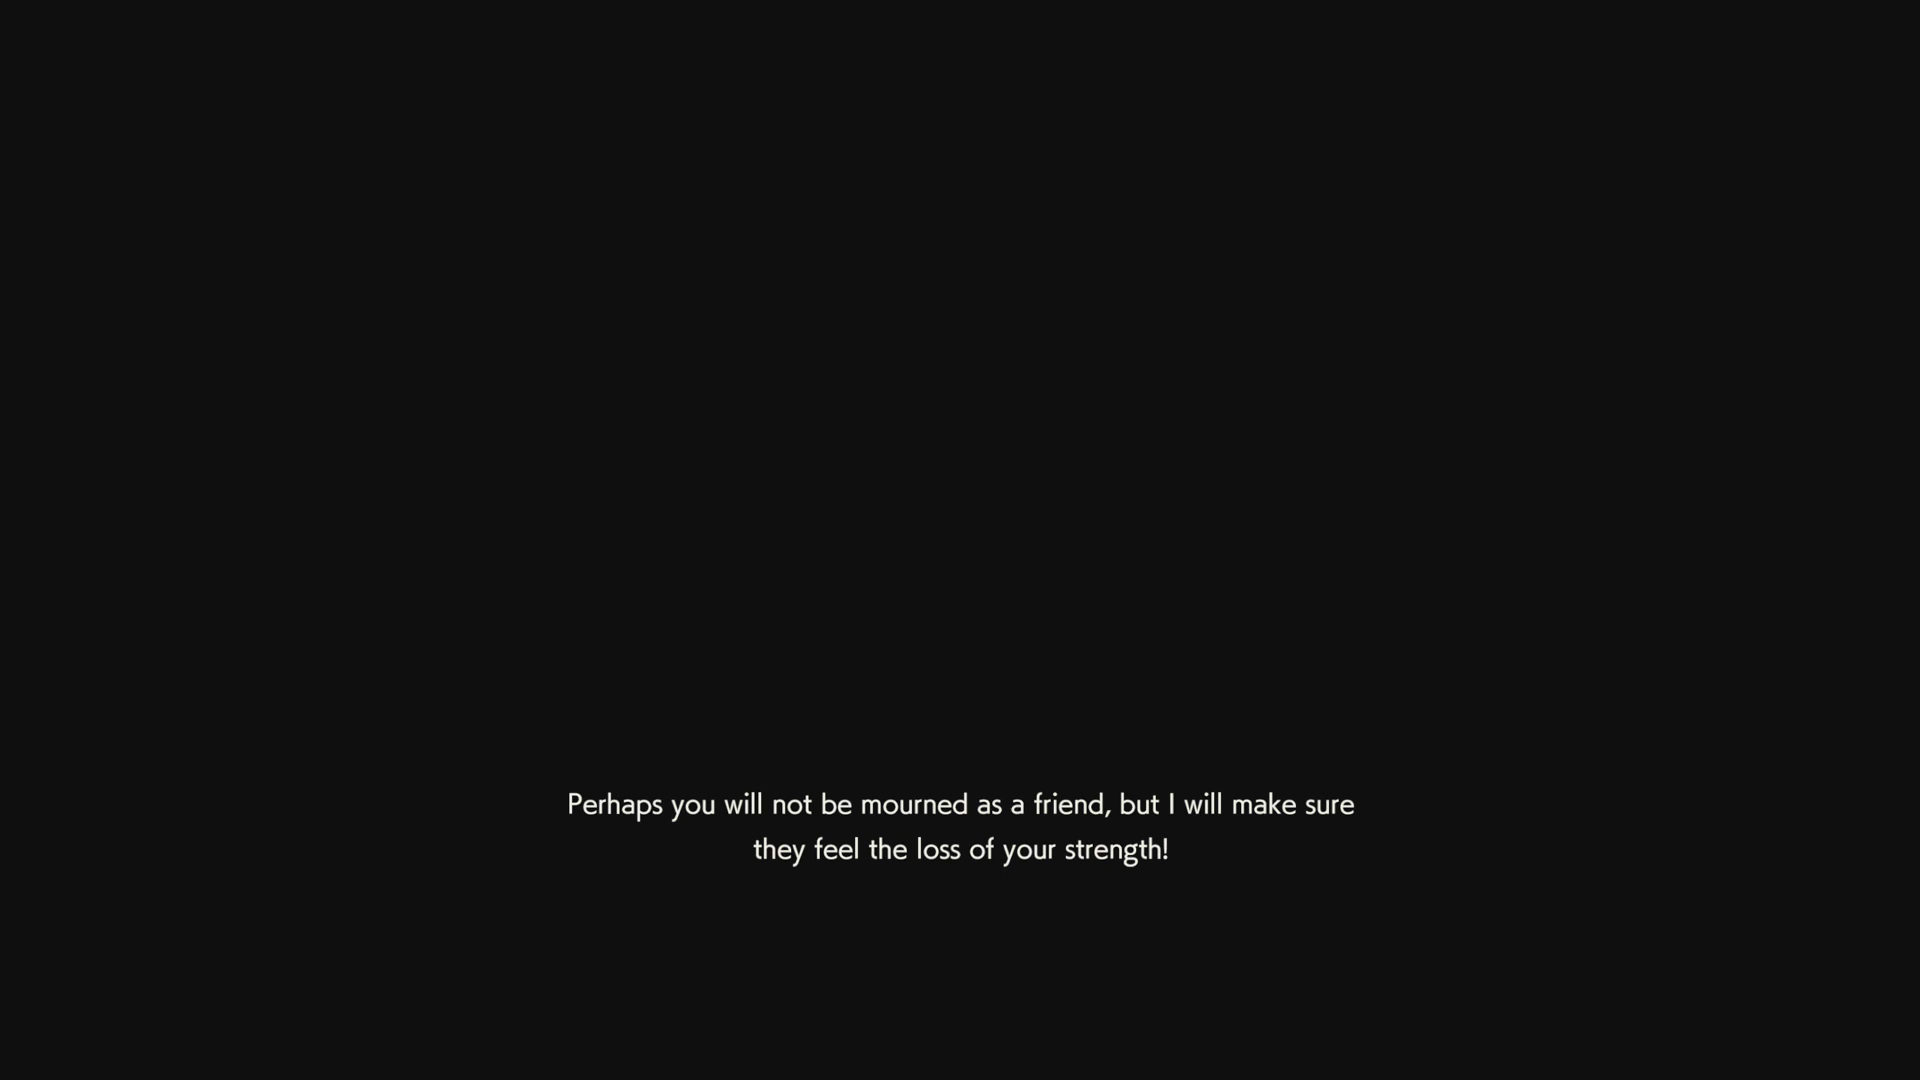 Perhaps you will not be mourned as a friend, but I will make sure
they feel the loss of your strength!